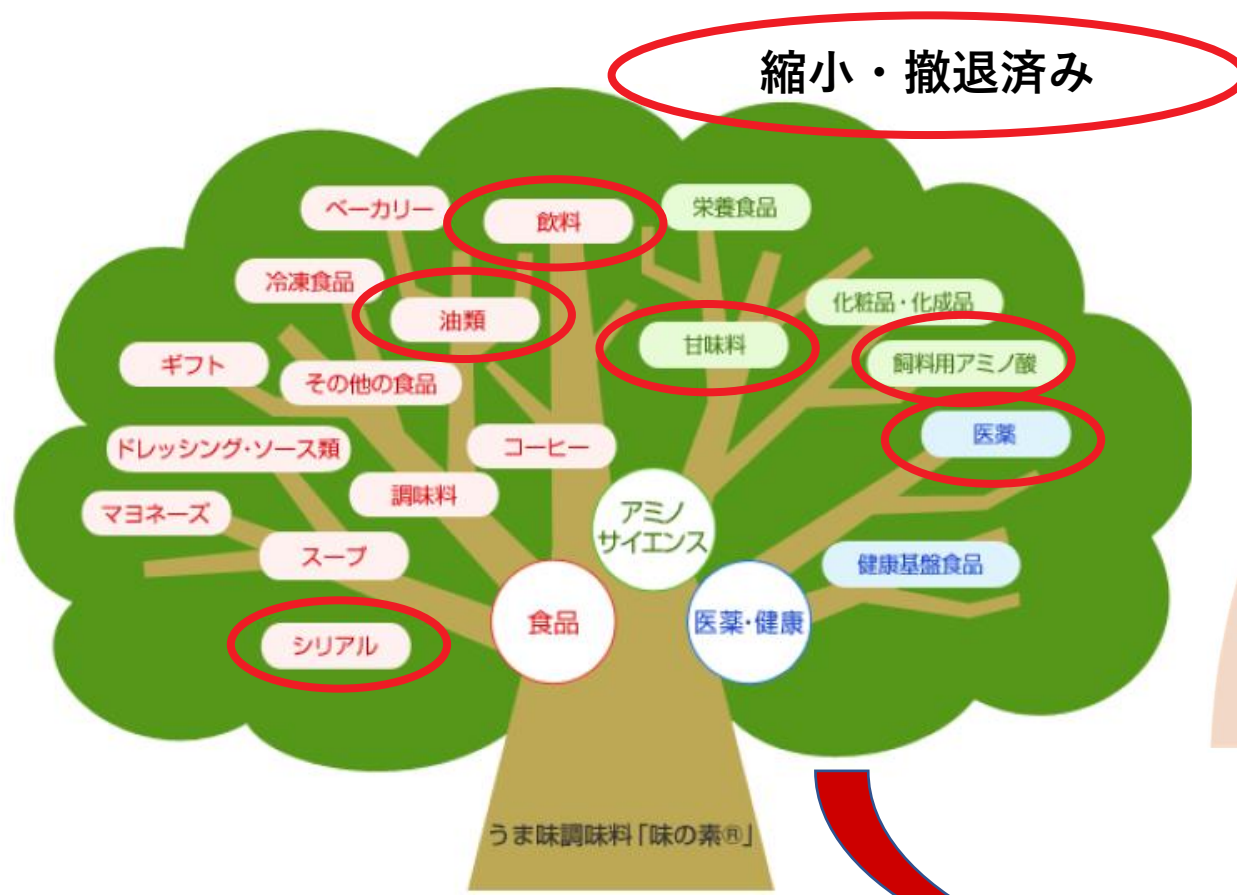 縮小・撤退済み
ベーカリー
飲料
栄養食品
冷凍食品
油類
化粧品・化成品
ギフト
その他の食品
甘味料
飼料用アミノ酸
ドレッシング・ソース類
コーヒー
医薬
マヨネーズ
調味料
アミノ
サイエンス
スープ
健康基盤食品
シリアル
食品
医薬・健康
うま味調味料「味の素®」